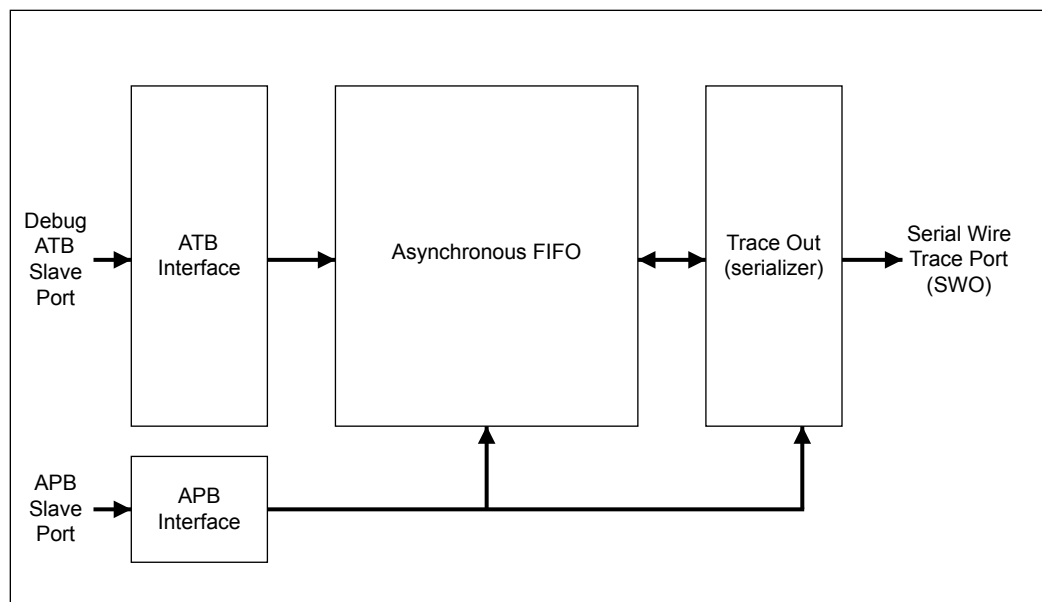 Debug
ATB
Slave
Port
ATB
Interface
Asynchronous FIFO
Trace Out
(serializer)
Serial Wire
Trace Port
(SWO)
APB
Slave
Port
APB
Interface